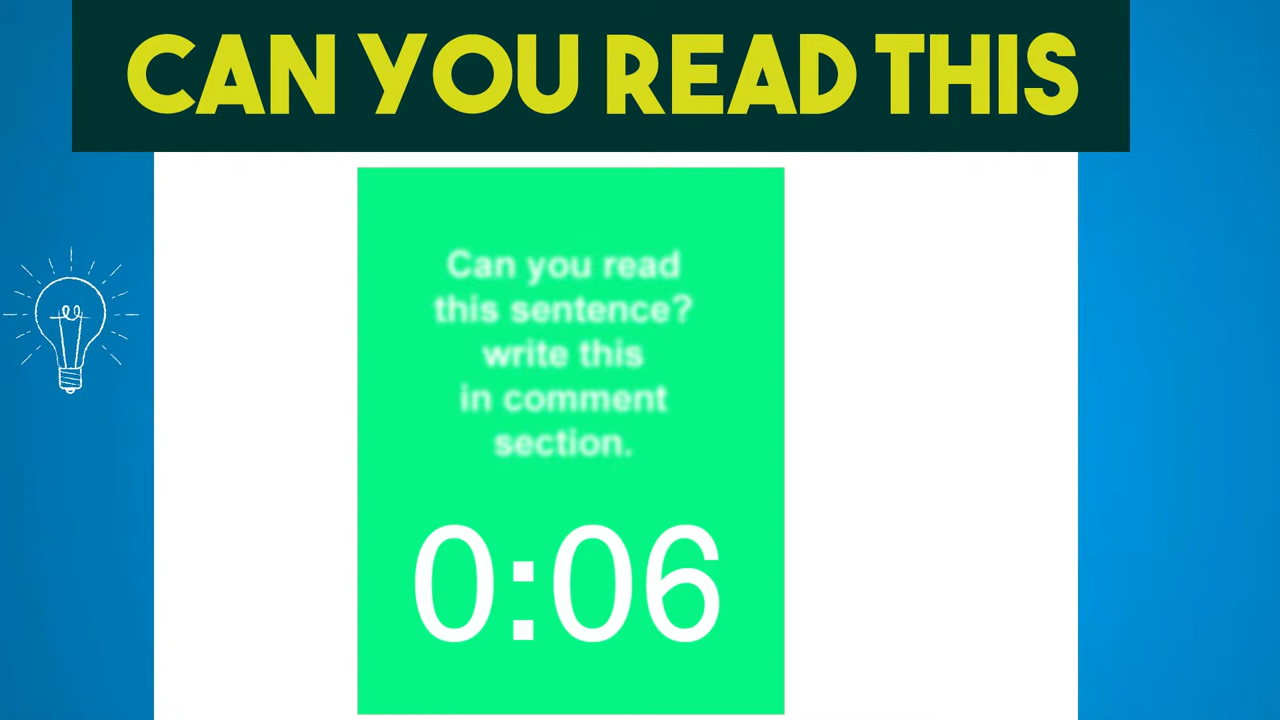 CAN YOU READ THIS
Can you read
this sentence?
write this
in comment
section.
0:06